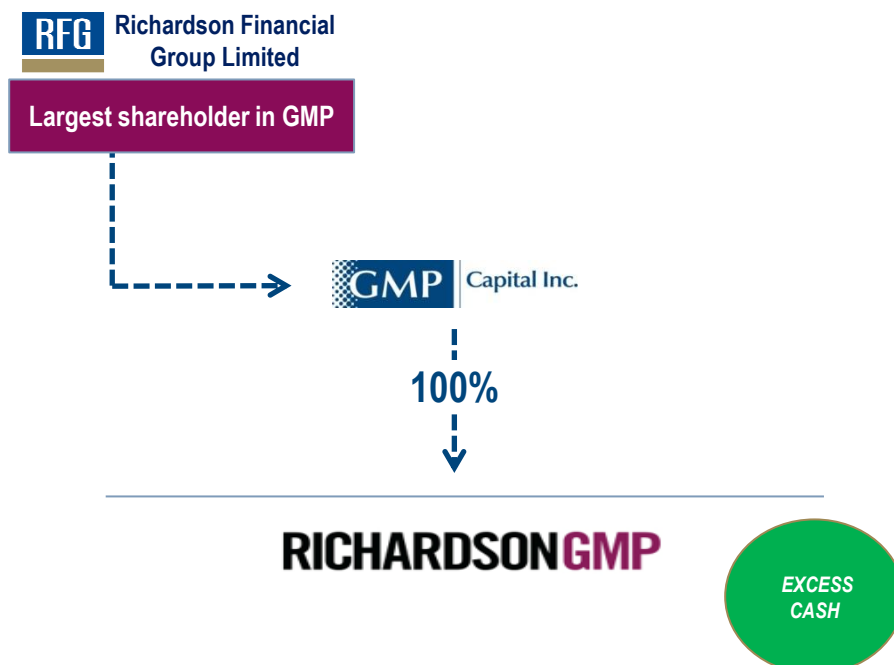 RFG
Richardson Financial
Group Limited
Largest shareholder in GMP
GMP Capital Inc.
100%
RICHARDSONGMP
EXCESS
CASH